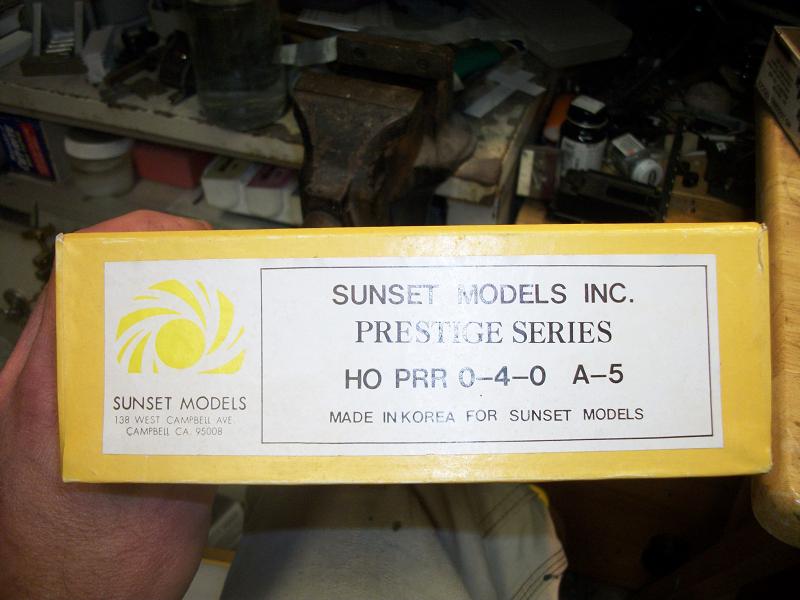 SUNSET MODELS
138 WEST CAMPBELL AVE.
CAMPBELL CA. 95008
SUNSET MODELS INC.
PRESTIGE SERIES
HO PRR 0-4-0 A-5
MADE IN KOREA FOR SUNSET MODELS